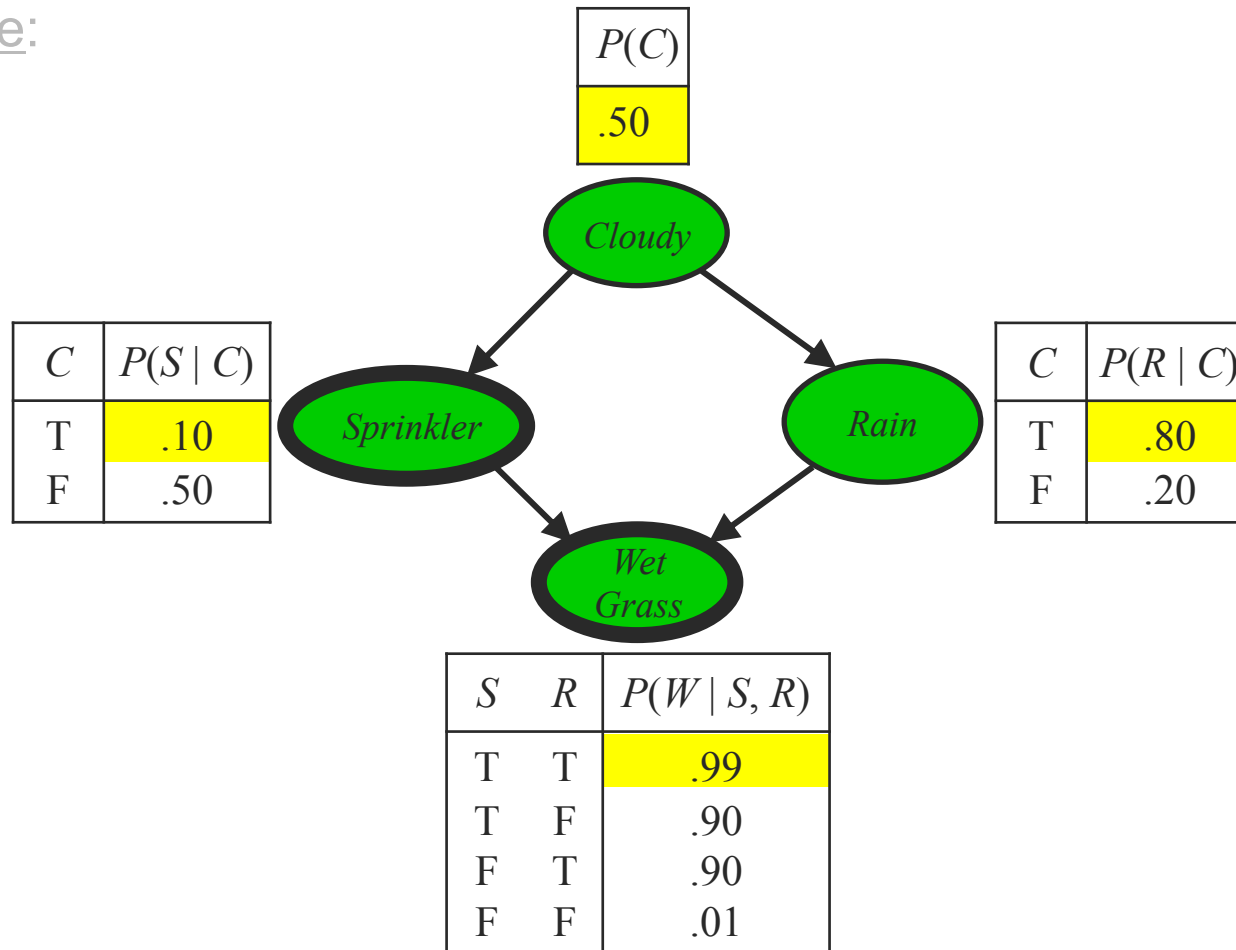 e:
P(C)
.50
Cloudy
C P(S | C)
T .10
F .50
Sprinkler
Rain
C P(R | C)
T .80
F .20
Wet
Grass
S R P(W | S, R)
T T .99
T F .90
F T .90
F F .01